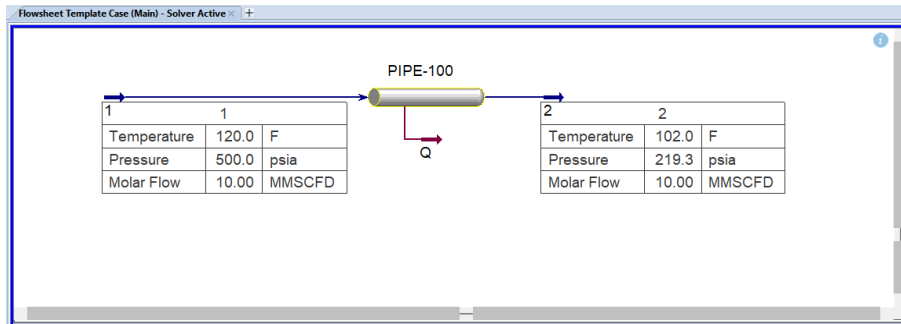 Flowsheet Template Case (Main) - Solver Active × +
i
PIPE-100
1
1
Temperature 120.0 F
Pressure 500.0 psia
Molar Flow 10.00 MMSCFD
Q
2
2
Temperature 102.0 F
Pressure 219.3 psia
Molar Flow 10.00 MMSCFD